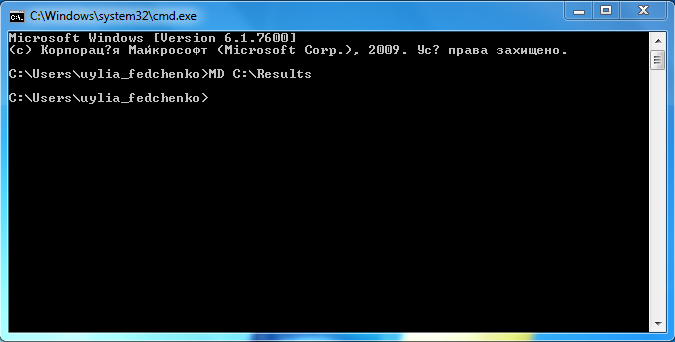 C:\Windows\system32\cmd.exe
Microsoft Windows [Version 6.1.7600]
(c) Корпорац?я Майкрософт (Microsoft Corp.), 2009. Ус? права захищено.
C:\Users\uylia_fedchenko>MD C:\Results
C:\Users\uylia_fedchenko>